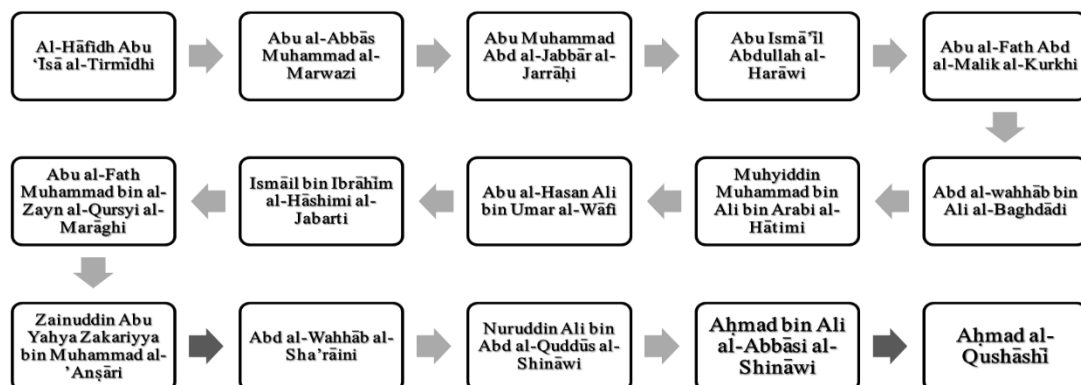 Al-Hāfidh Abu
‘Isā al-Tirmīdhi
Abu al-Abbās
Muhammad al-
Marwazi
Abu Muhammad
Abd al-Jabbār al-
Jarrāḥi
Abu Ismā’īl
Abdullah al-
Harāwi
Abu al-Fath Abd
al-Malik al-Kurkhi
Abd al-wahhāb bin
Ali al-Baghdādi
Muhyiddin
Muhammad bin
Ali bin Arabi al-
Hātimi
Abu al-Hasan Ali
bin Umar al-Wāfi
Ismāil bin Ibrāhīm
al-Hāshimi al-
Jabarti
Abu al-Fath
Muhammad bin al-
Zayn al-Qursyi al-
Marāghi
Zainuddin Abu
Yahya Zakariyya
bin Muhammad al-
’Anṣāri
Abd al-Wahhāb al-
Sha’rāini
Nuruddin Ali bin
Abd al-Quddūs al-
Shināwi
Aḥmad bin Ali
al-Abbāsi al-
Shināwi
Aḥmad al-
Qushāshī